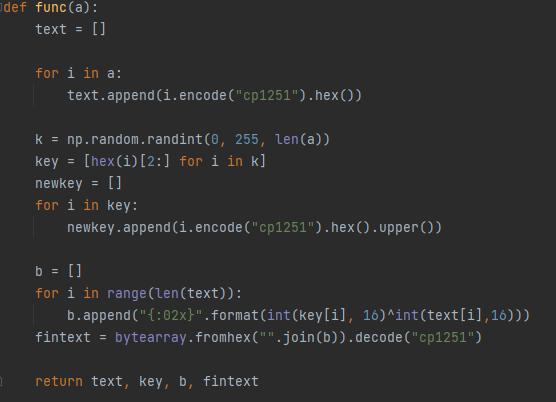 def func(a):
    text = []
    for i in a:
        text.append(i.encode("cp1251").hex())
    k = np.random.randint(0, 255, len(a))
    key = [hex(i)[2:] for i in k]
    newkey = []
    for i in key:
        newkey.append(i.encode("cp1251").hex().upper())
    b = []
    for i in range(len(text)):
        b.append("{:02x}".format(int(key[i], 16)^int(text[i],16)))
    fintext = bytearray.fromhex("".join(b)).decode("cp1251")
    return text, key, b, fintext